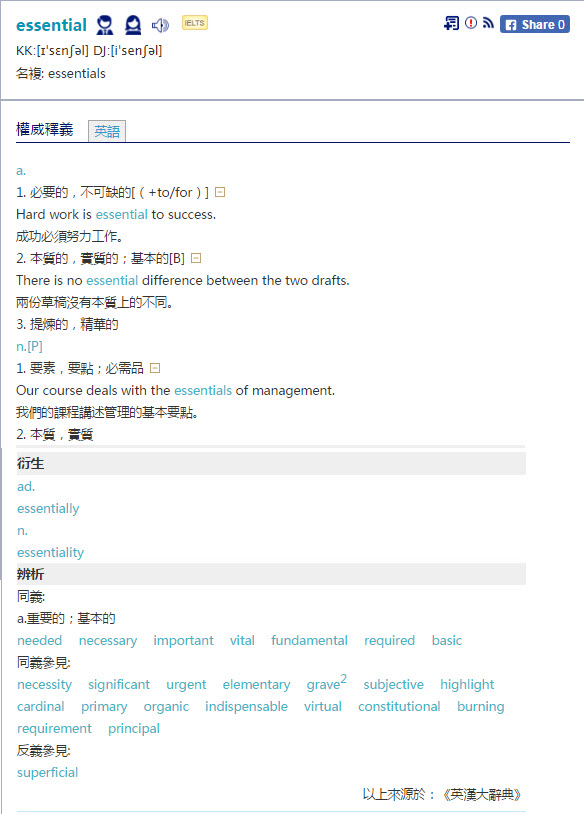 essential IELTS Share 0
KK:[ɪˈsɛnʃəl] DJ:[iˈsenʃəl]
名複: essentials
權威釋義 英語
a.
1. 必要的，不可缺的[（+to/for）]
Hard work is essential to success.
成功必須努力工作。
2. 本質的，實質的；基本的[B]
There is no essential difference between the two drafts.
兩份草稿沒有本質上的不同。
3. 提煉的，精華的
n.[P]
1. 要素，要點；必需品
Our course deals with the essentials of management.
我們的課程講述管理的基本要點。
2. 本質，實質
衍生
ad.
essentially
n.
essentiality
辨析
同義:
a.重要的；基本的
needed necessary important vital fundamental required basic
同義參見:
necessity significant urgent elementary grave2 subjective highlight
cardinal primary organic indispensable virtual constitutional burning
requirement principal
反義參見:
superficial
以上來源於：《英漢大辭典》